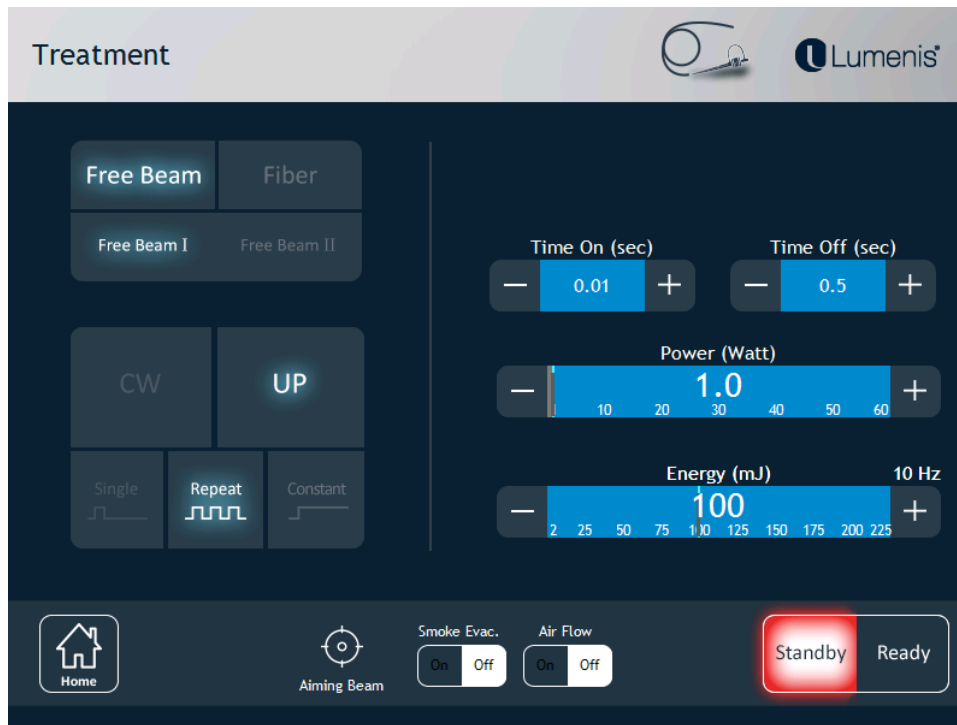 Treatment
Lumenis
Free Beam Fiber
Free Beam I Free Beam II
Time On (sec) Time Off (sec)
− 0.01 + − 0.5 +
CW UP
Power (Watt)
− 1.0 +
10 20 30 40 50 60
Single Repeat Constant
Energy (mJ) 10 Hz
− 100 +
2 25 50 75 100 125 150 175 200 225
Home
Aiming Beam
Smoke Evac. Air Flow
On Off On Off
Standby Ready